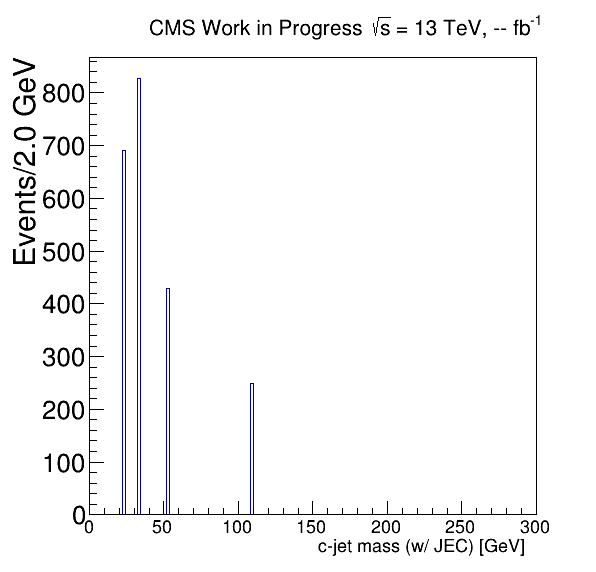 CMS Work in Progress √s = 13 TeV, -- fb⁻¹
Events/2.0 GeV
800
700
600
500
400
300
200
100
0
0 50 100 150 200 250 300
c-jet mass (w/ JEC) [GeV]